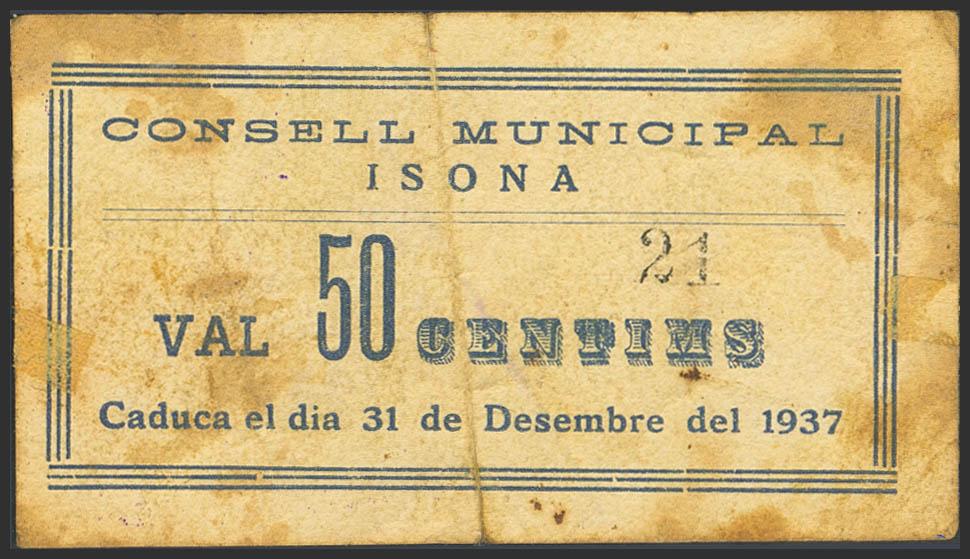 CONSELL MUNICIPAL
ISONA
21
VAL 50 CENTIMS
Caduca el dia 31 de Desembre del 1937